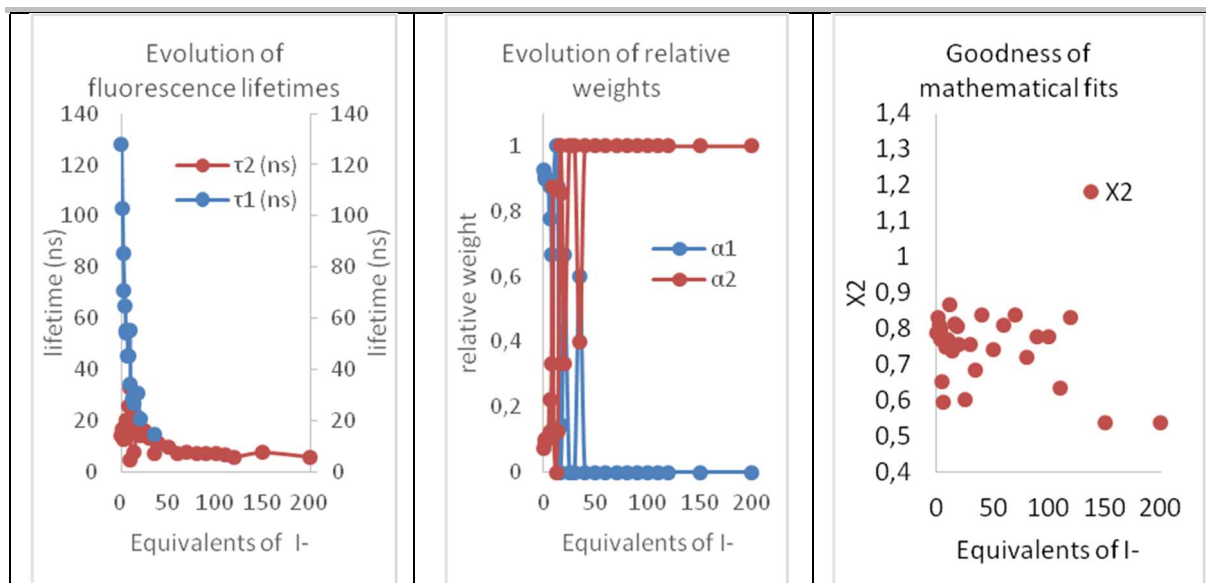 Evolution of
fluorescence lifetimes
140
120
100
80
60
40
20
0
lifetime (ns)
τ2 (ns)
τ1 (ns)
140
120
100
80
60
40
20
0
lifetime (ns)
0 50 100 150 200
Equivalents of I-
Evolution of relative
weights
1
0,8
0,6
0,4
0,2
0
relative weight
α1
α2
0 50 100 150 200
Equivalents of I-
Goodness of
mathematical fits
1,4
1,3
1,2
1,1
1
0,9
0,8
0,7
0,6
0,5
0,4
X2
X2
0 50 100 150 200
Equivalents of I-